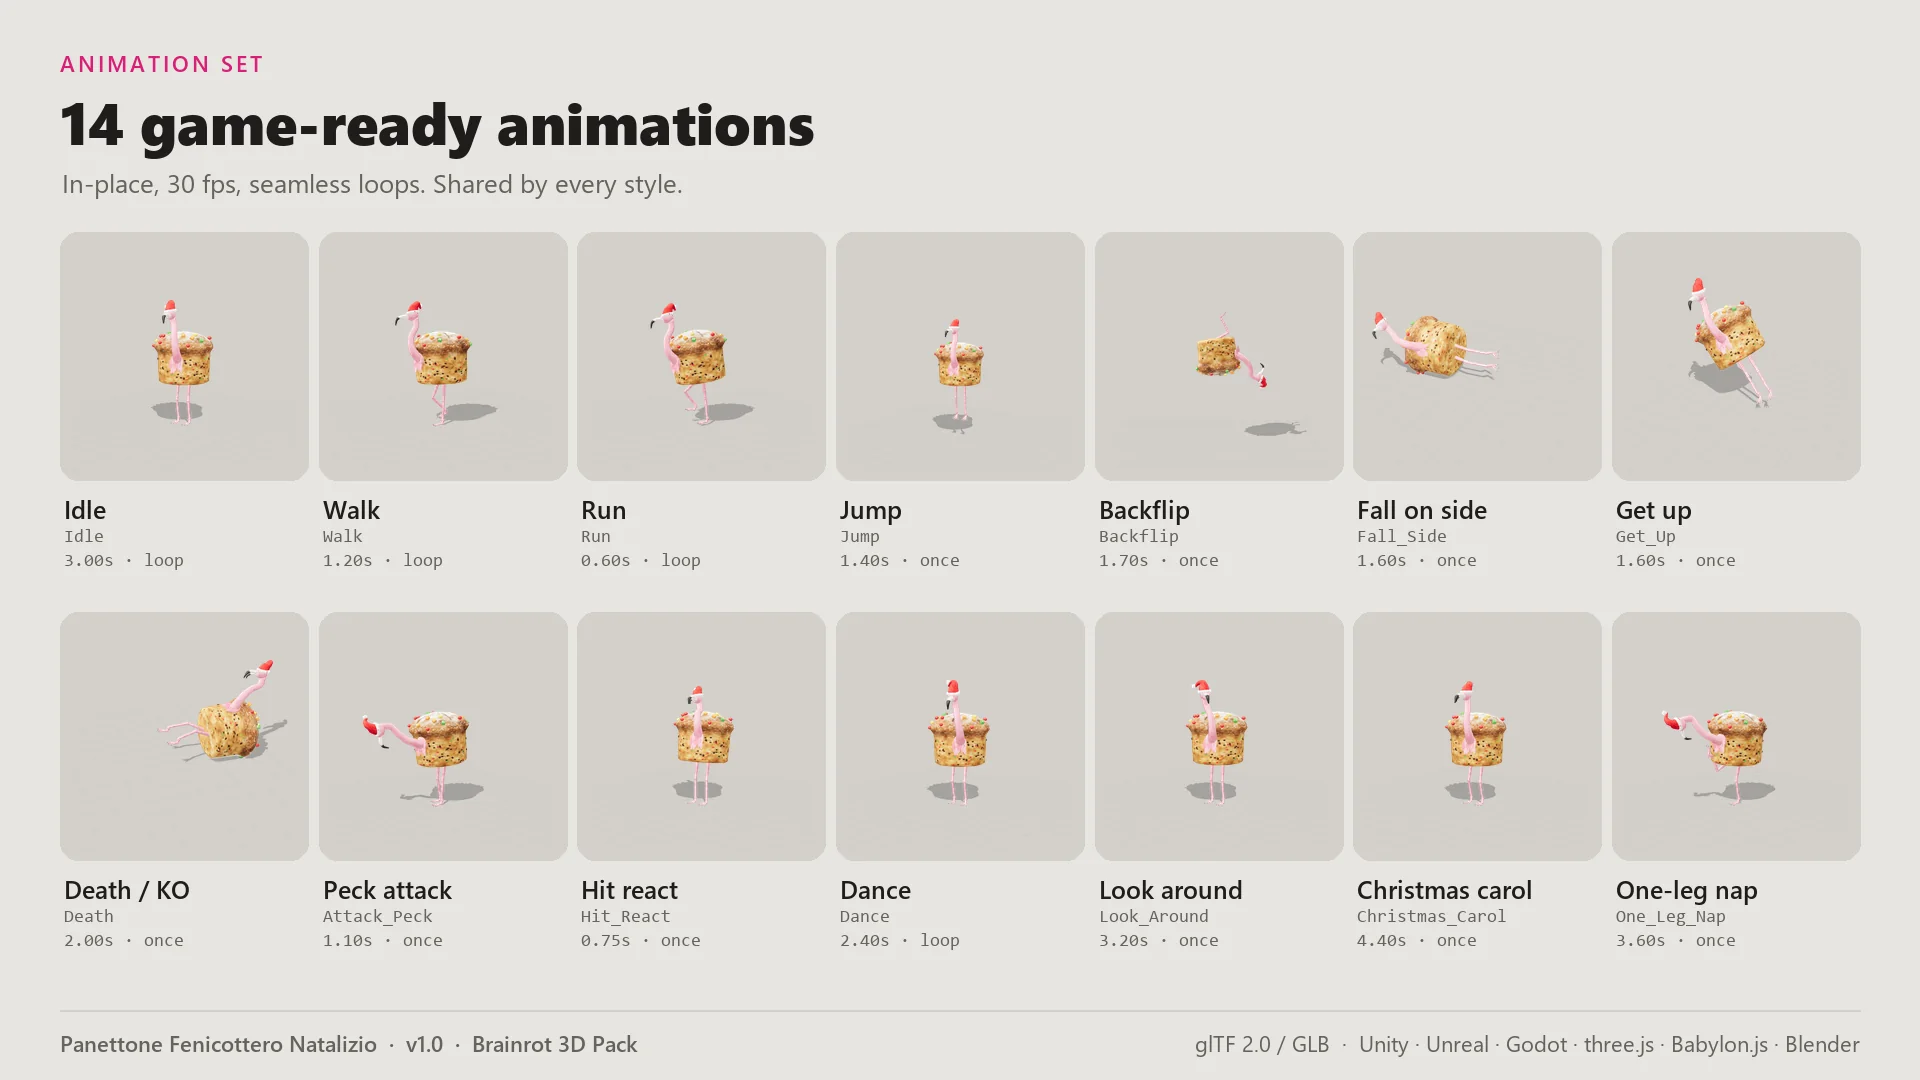 ANIMATION SET
14 game-ready animations
In-place, 30 fps, seamless loops. Shared by every style.
Idle
Idle
3.00s · loop
Walk
Walk
1.20s · loop
Run
Run
0.60s · loop
Jump
Jump
1.40s · once
Backflip
Backflip
1.70s · once
Fall on side
Fall_Side
1.60s · once
Get up
Get_Up
1.60s · once
Death / KO
Death
2.00s · once
Peck attack
Attack_Peck
1.10s · once
Hit react
Hit_React
0.75s · once
Dance
Dance
2.40s · loop
Look around
Look_Around
3.20s · once
Christmas carol
Christmas_Carol
4.40s · once
One-leg nap
One_Leg_Nap
3.60s · once
Panettone Fenicottero Natalizio · v1.0 · Brainrot 3D Pack
glTF 2.0 / GLB · Unity · Unreal · Godot · three.js · Babylon.js · Blender